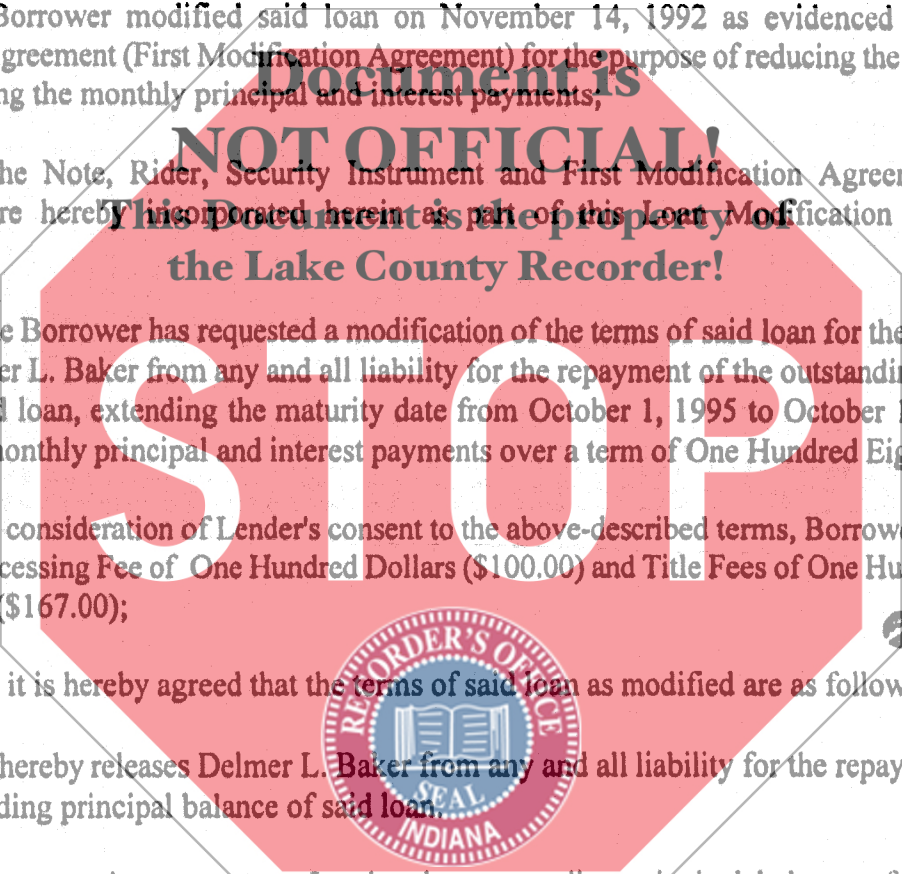 Borrower modified said loan on November 14, 1992 as evidenced
greement (First Modification Agreement) for the purpose of reducing the
ng the monthly principal and interest payments;
Document is
NOT OFFICIAL!
This Document is the property of
the Lake County Recorder!
he Note, Rider, Security Instrument and First Modification Agreer
re hereby incorporated herein as part of this Loan Modification
e Borrower has requested a modification of the terms of said loan for the
er L. Baker from any and all liability for the repayment of the outstandin
d loan, extending the maturity date from October 1, 1995 to October 1
nonthly principal and interest payments over a term of One Hundred Eig
STOP
consideration of Lender's consent to the above-described terms, Borrowe
cessing Fee of One Hundred Dollars ($100.00) and Title Fees of One Hu
($167.00);
it is hereby agreed that the terms of said loan as modified are as follow
hereby releases Delmer L. Baker from any and all liability for the repay
ding principal balance of said loan.
RECORDER'S OFFICE
SEAL
INDIANA